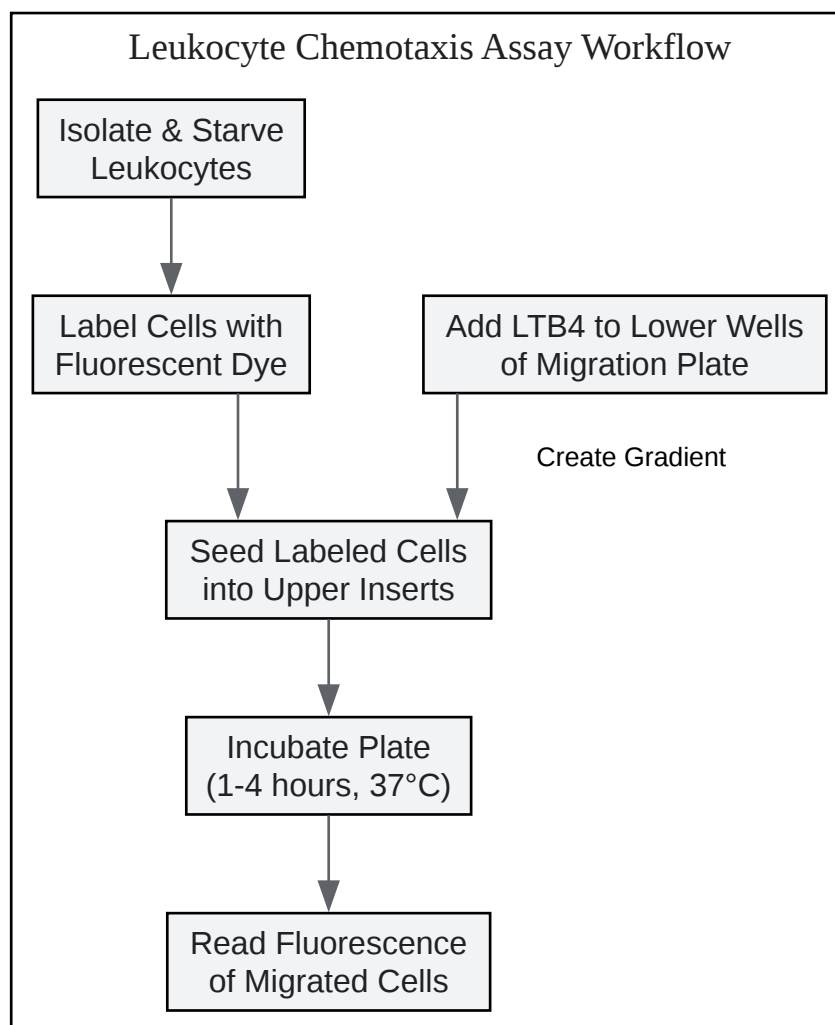 Leukocyte Chemotaxis Assay Workflow
Isolate & Starve
Leukocytes
Label Cells with
Fluorescent Dye
Add LTB4 to Lower Wells
of Migration Plate
Create Gradient
Seed Labeled Cells
into Upper Inserts
Incubate Plate
(1-4 hours, 37°C)
Read Fluorescence
of Migrated Cells